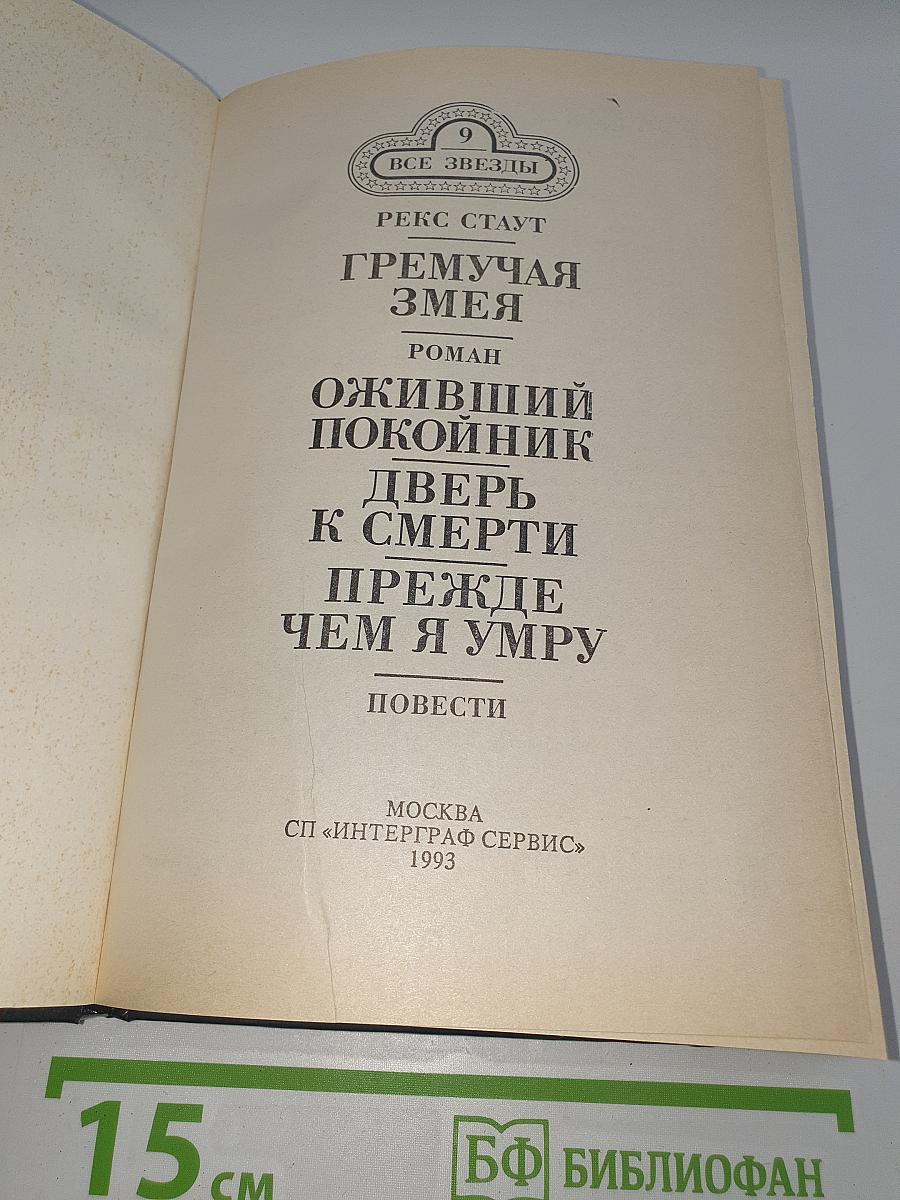 9
ВСЕ ЗВЕЗДЫ
РЕКС СТАУТ
ГРЕМУЧАЯ
ЗМЕЯ
РОМАН
ОЖИВШИЙ
ПОКОЙНИК
ДВЕРЬ
К СМЕРТИ
ПРЕЖДЕ
ЧЕМ Я УМРУ
ПОВЕСТИ
МОСКВА
СП «ИНТЕРГРАФ СЕРВИС»
1993
15 см
БФ БИБЛИОФАН